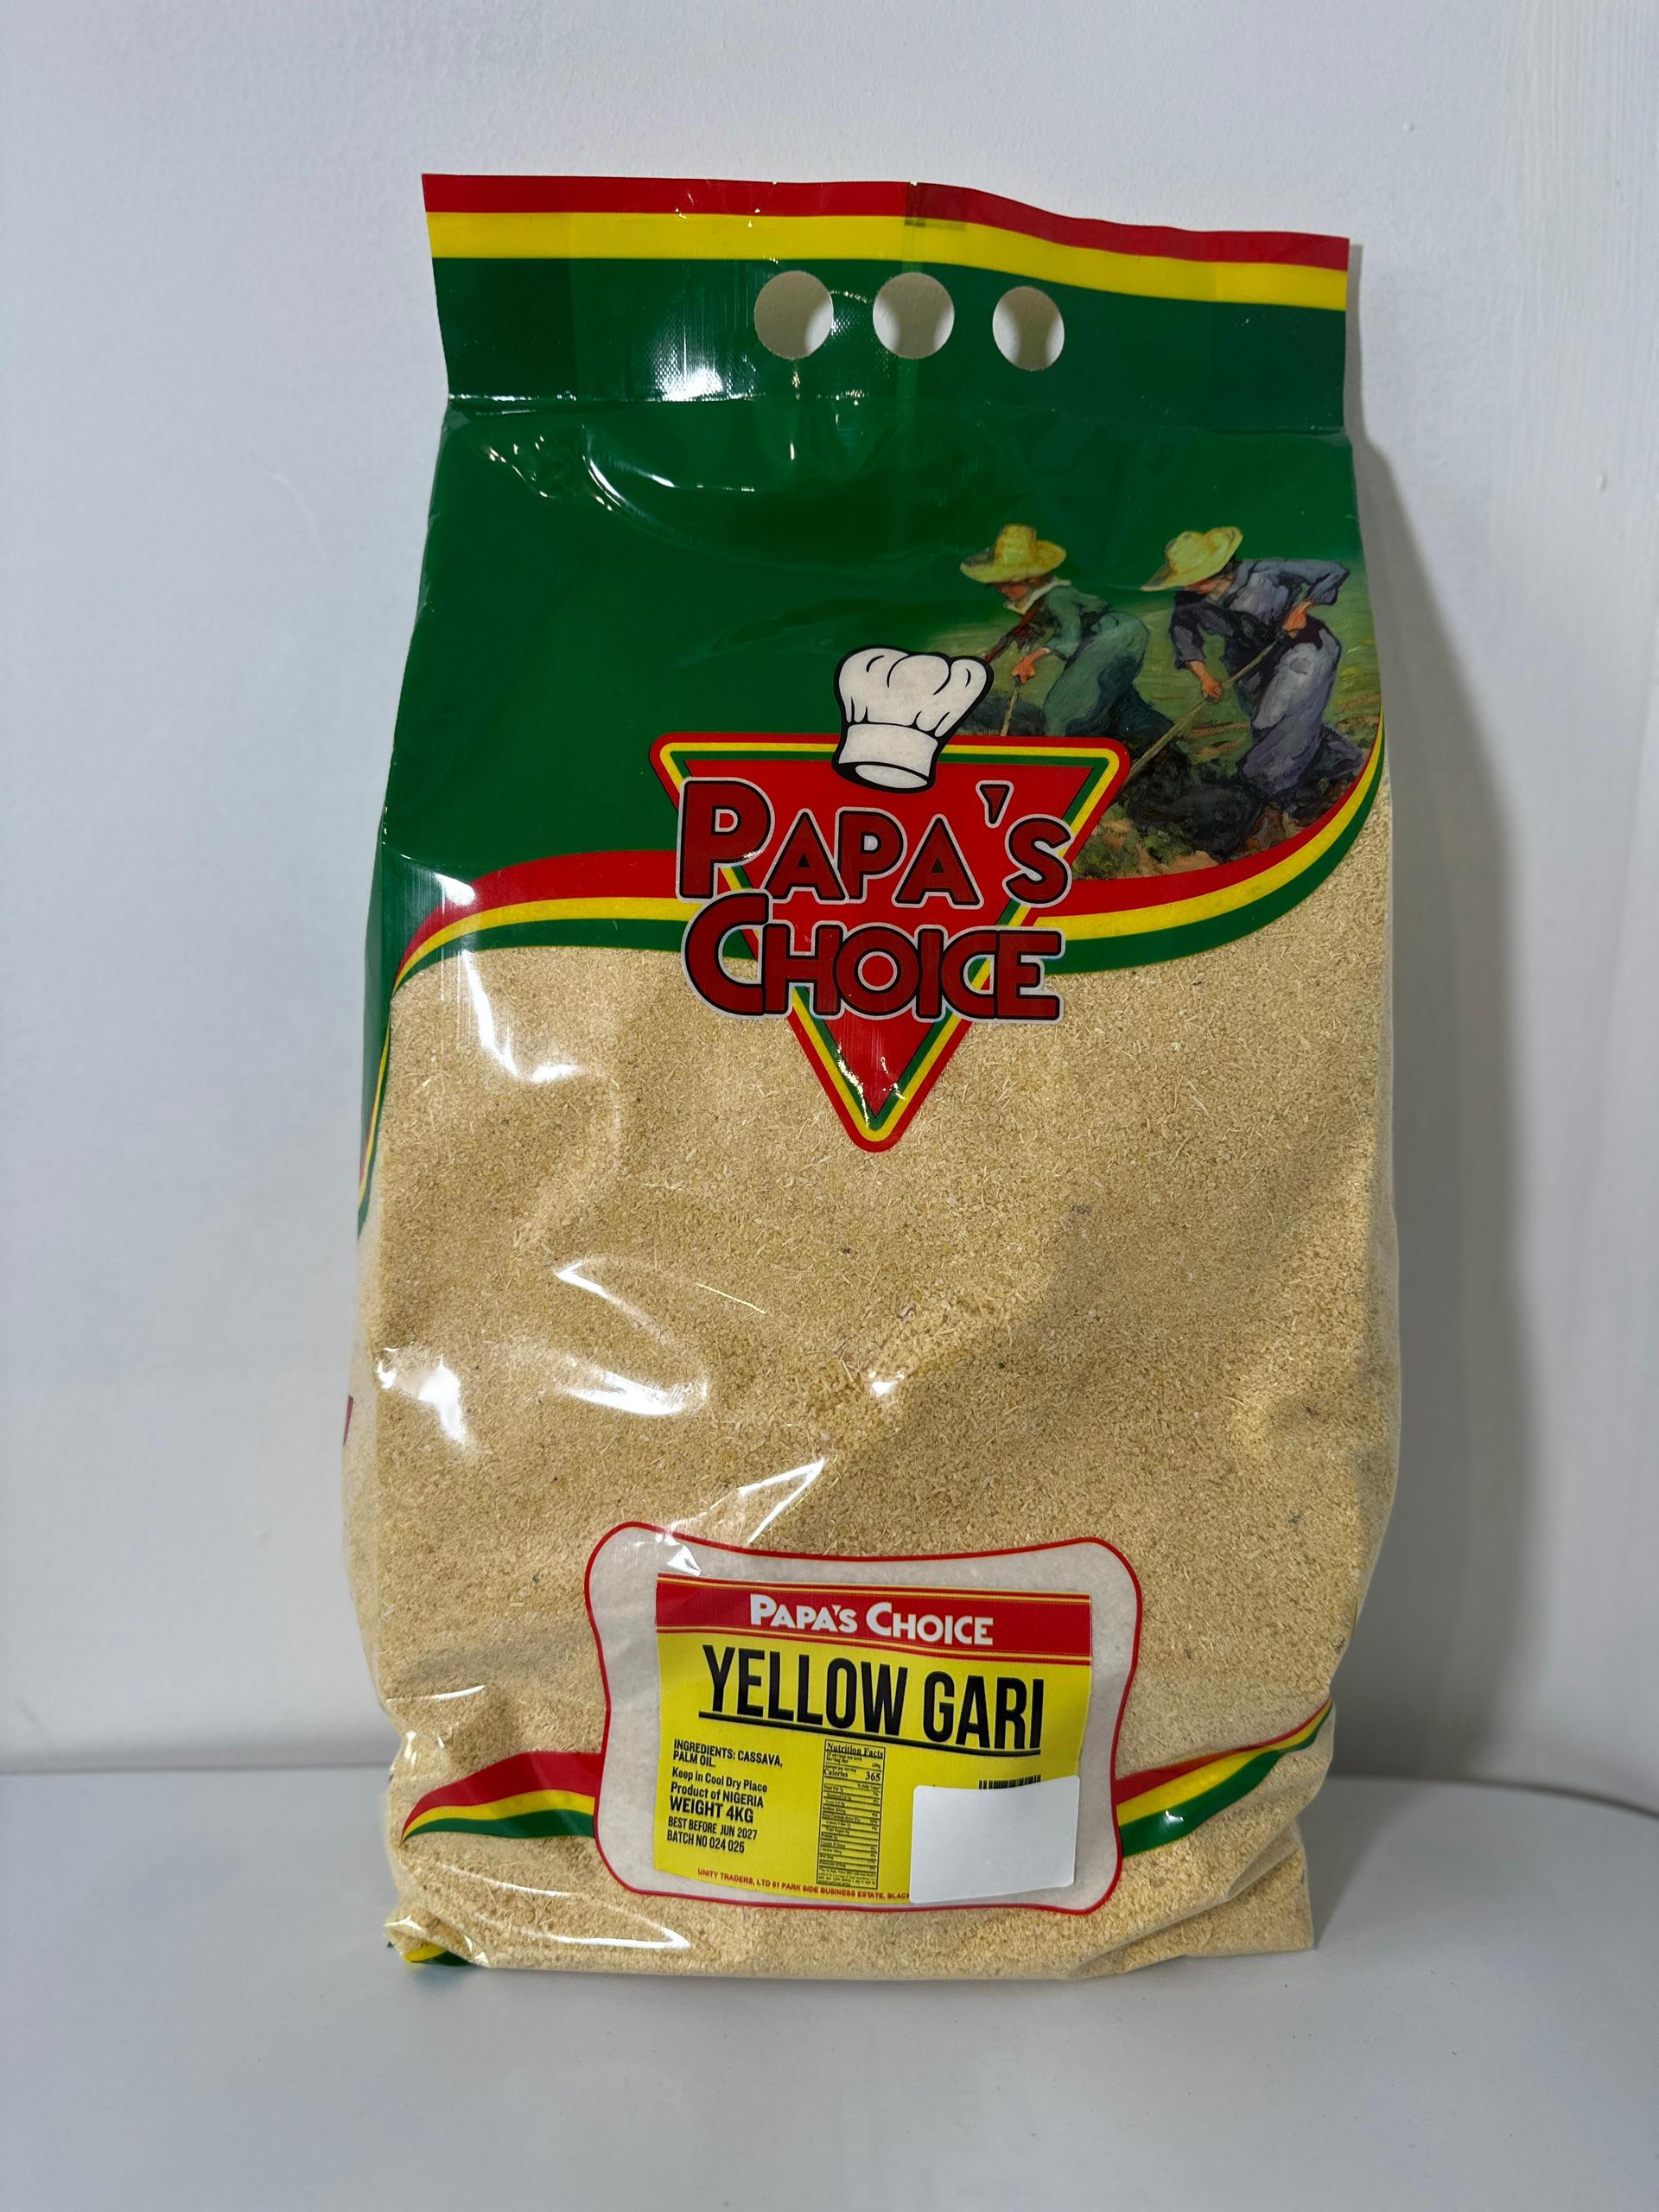 PAPA'S
CHOICE
PAPA'S CHOICE
YELLOW GARI
INGREDIENTS: CASSAVA,
PALM OIL.
Keep in Cool Dry Place
Product of NIGERIA
WEIGHT 4KG
BEST BEFORE JUN 2027
BATCH NO 024 025
Nutrition Facts
Calories 365
UNITY TRADERS, LTD 51 PARK SIDE BUSINESS ESTATE, BLACK